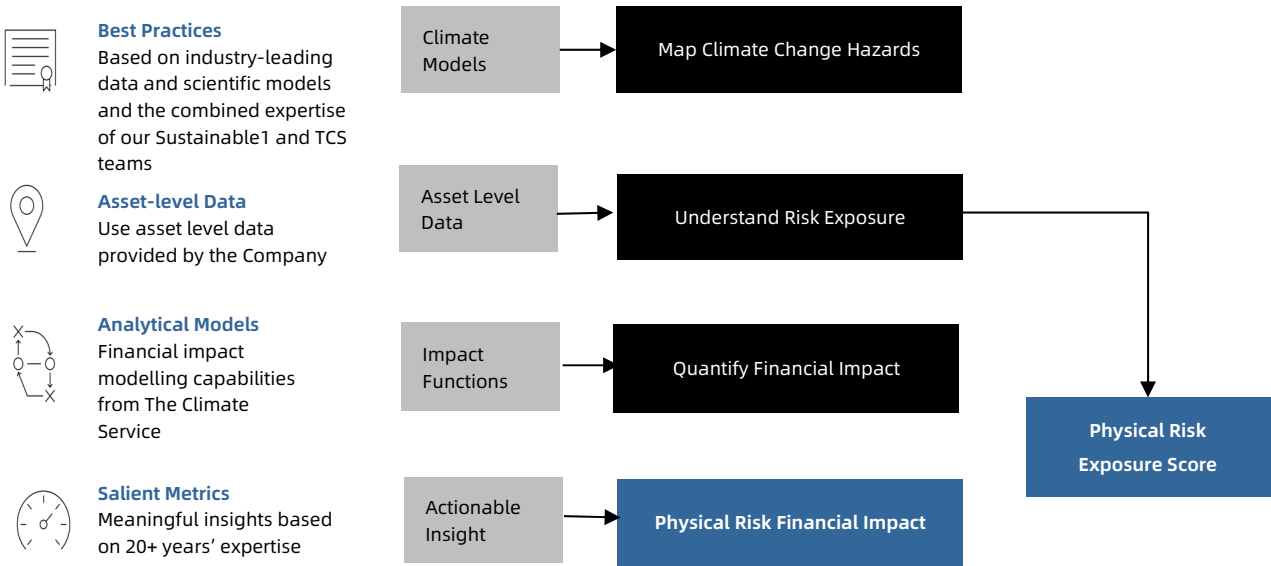 Best Practices
Based on industry-leading
data and scientific models
and the combined expertise
of our Sustainable1 and TCS
teams
Climate
Models
Map Climate Change Hazards
Asset-level Data
Use asset level data
provided by the Company
Asset Level
Data
Understand Risk Exposure
Analytical Models
Financial impact
modelling capabilities
from The Climate
Service
Impact
Functions
Quantify Financial Impact
Physical Risk
Exposure Score
Salient Metrics
Meaningful insights based
on 20+ years’ expertise
Actionable
Insight
Physical Risk Financial Impact